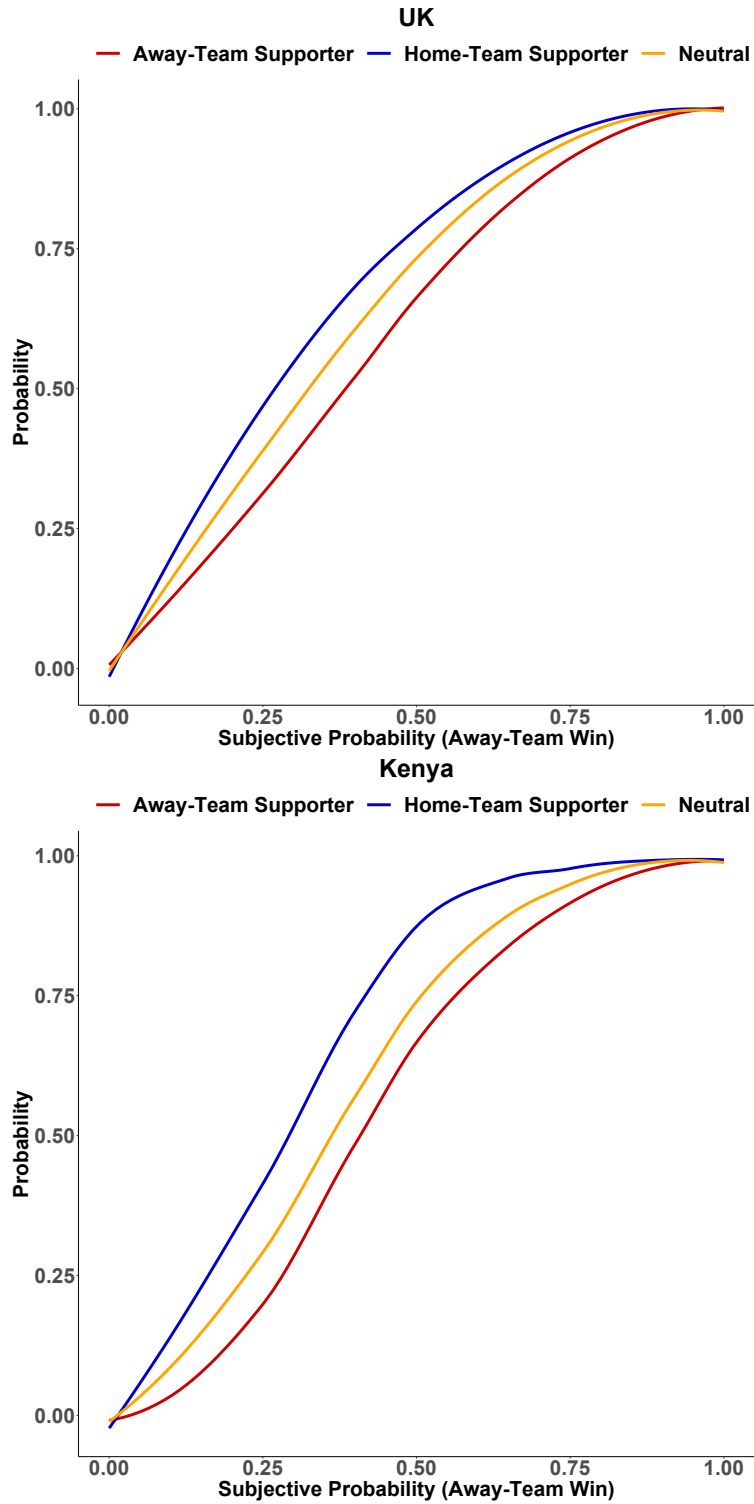 UK
Away-Team Supporter Home-Team Supporter Neutral
1.00
0.75
0.50
0.25
0.00
Probability
0.00 0.25 0.50 0.75 1.00
Subjective Probability (Away-Team Win)
Kenya
Away-Team Supporter Home-Team Supporter Neutral
1.00
0.75
0.50
0.25
0.00
Probability
0.00 0.25 0.50 0.75 1.00
Subjective Probability (Away-Team Win)